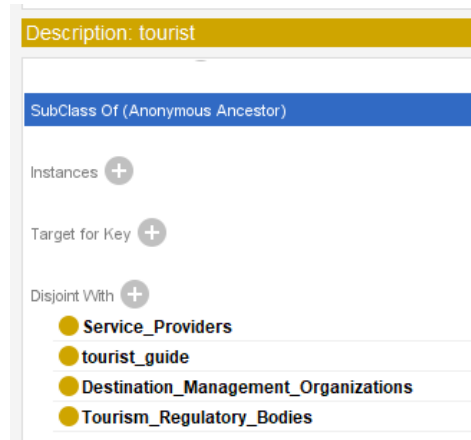 Description: tourist
SubClass Of (Anonymous Ancestor)
Instances
Target for Key
Disjoint With
Service_Providers
tourist_guide
Destination_Management_Organizations
Tourism_Regulatory_Bodies